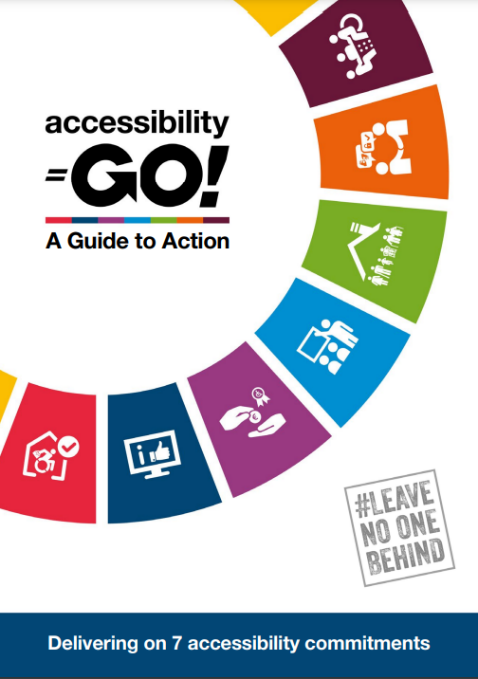 accessibility
=GO!
A Guide to Action
#LEAVE
NO ONE
BEHIND
Delivering on 7 accessibility commitments